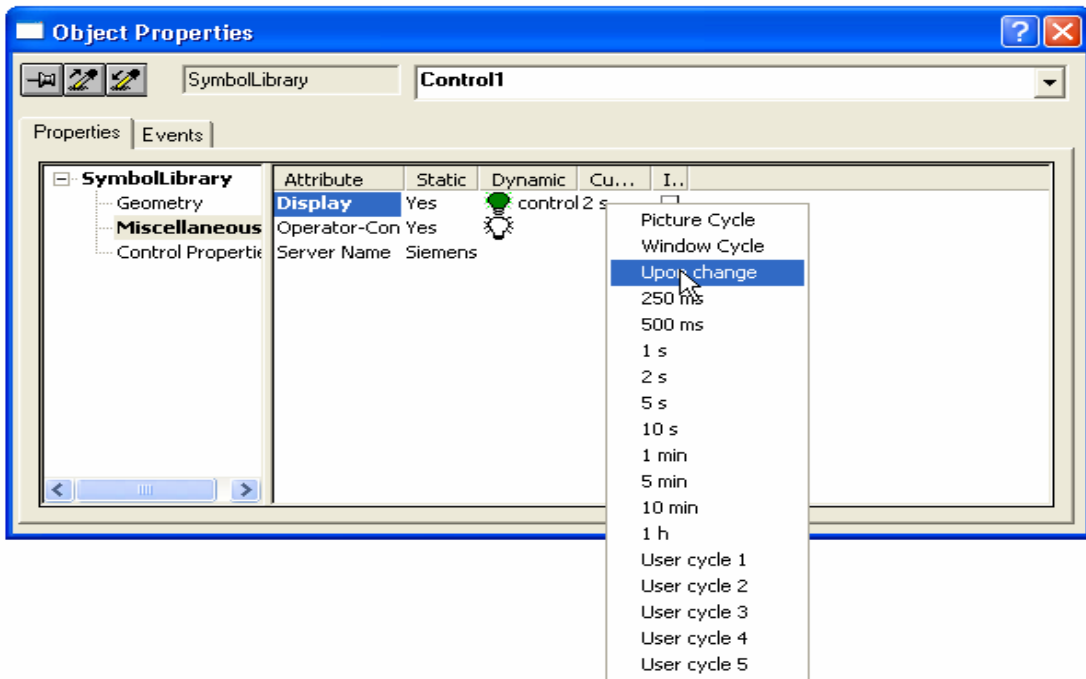 Object Properties
SymbolLibrary Control1
Properties Events
SymbolLibrary
Geometry
Miscellaneous
Control Propertie
Attribute Static Dynamic Cu... I..
Display Yes control 2 s
Operator-Con Yes
Server Name Siemens
Picture Cycle
Window Cycle
Upon change
250 ms
500 ms
1 s
2 s
5 s
10 s
1 min
5 min
10 min
1 h
User cycle 1
User cycle 2
User cycle 3
User cycle 4
User cycle 5